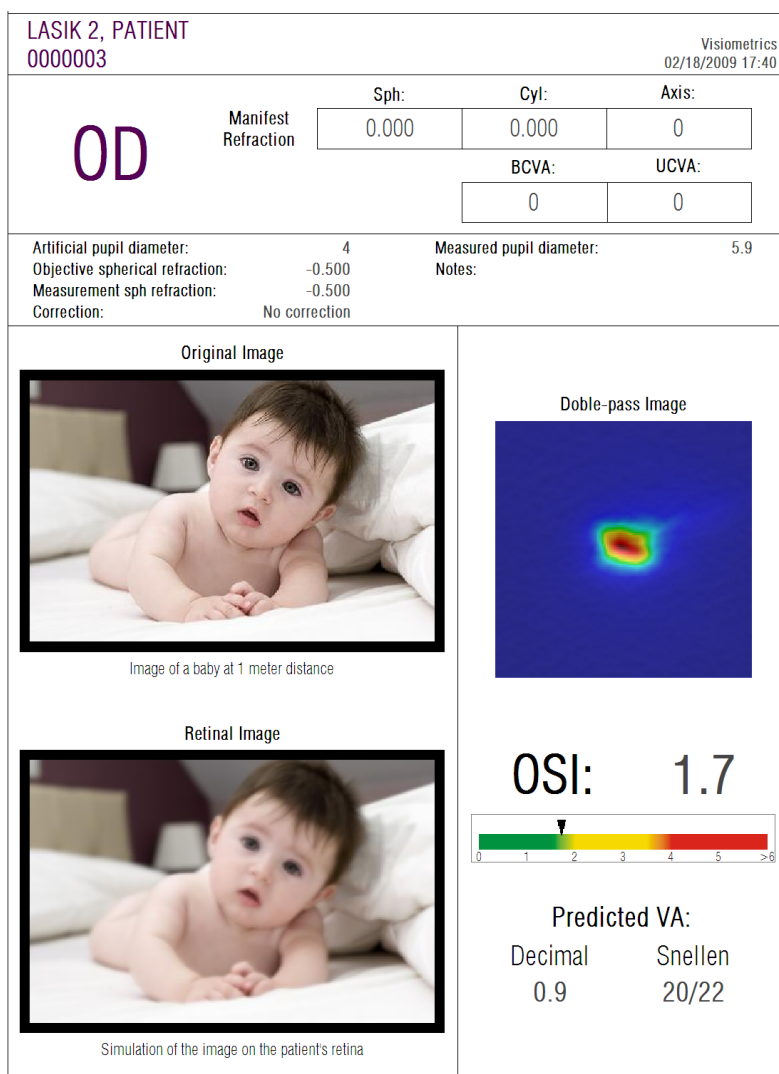 LASIK 2, PATIENT
0000003
Visiometrics
02/18/2009 17:40
OD
Manifest
Refraction
Sph: Cyl: Axis:
0.000 0.000 0
BCVA: UCVA:
0 0
Artificial pupil diameter: 4
Objective spherical refraction: -0.500
Measurement sph refraction: -0.500
Correction: No correction
Measured pupil diameter: 5.9
Notes:
Original Image
Image of a baby at 1 meter distance
Retinal Image
Simulation of the image on the patient's retina
Doble-pass Image
OSI: 1.7
0 1 2 3 4 5 >6
Predicted VA:
Decimal Snellen
0.9 20/22